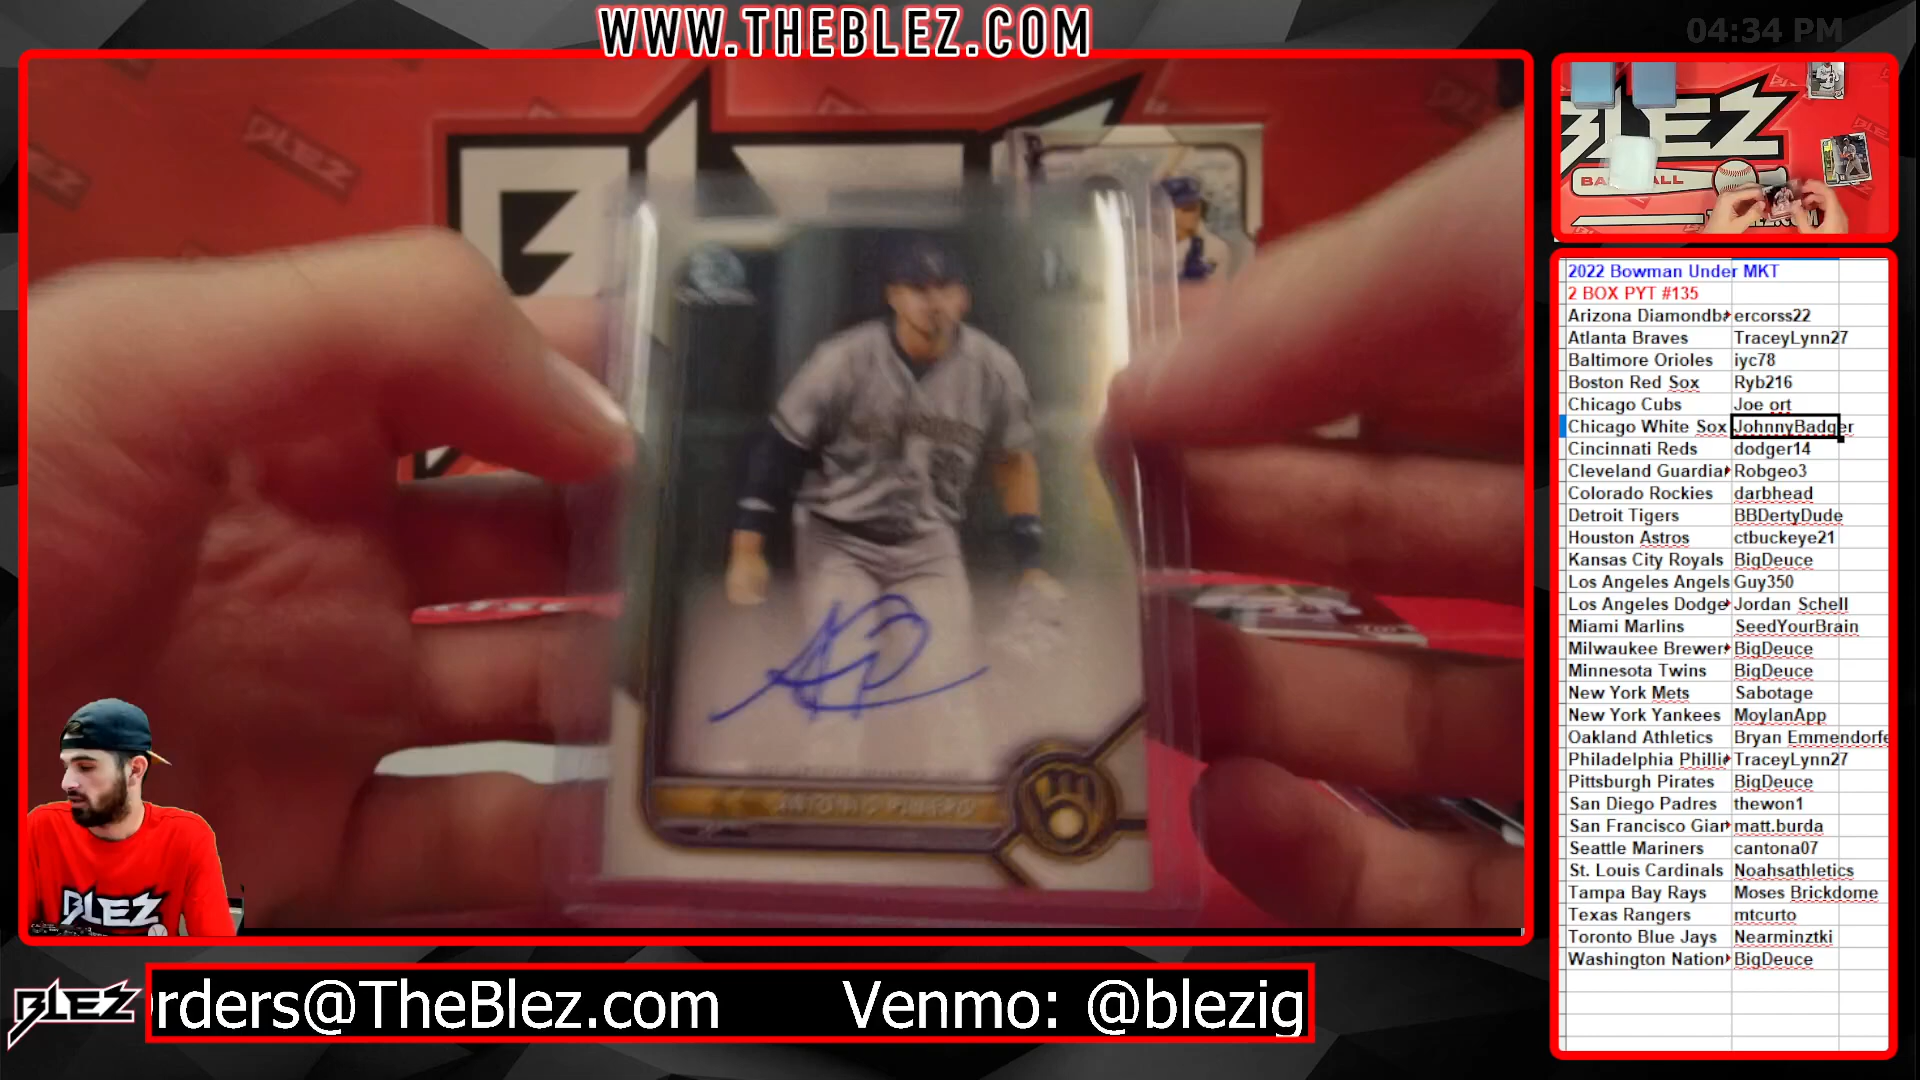 WWW.THEBLEZ.COM
04:34 PM
BLEZ
2022 Bowman Under MKT
2 BOX PYT #135
Arizona Diamondba ercorss22
Atlanta Braves TraceyLynn27
Baltimore Orioles iyc78
Boston Red Sox Ryb216
Chicago Cubs Joe ort
Chicago White Sox JohnnyBadger
Cincinnati Reds dodger14
Cleveland Guardia Robgeo3
Colorado Rockies darbhead
Detroit Tigers BBDertyDude
Houston Astros ctbuckeye21
Kansas City Royals BigDeuce
Los Angeles Angels Guy350
Los Angeles Dodge Jordan Schell
Miami Marlins SeedYourBrain
Milwaukee Brewer BigDeuce
Minnesota Twins BigDeuce
New York Mets Sabotage
New York Yankees MoylanApp
Oakland Athletics Bryan Emmendorfe
Philadelphia Phillie TraceyLynn27
Pittsburgh Pirates BigDeuce
San Diego Padres thewon1
San Francisco Giar matt.burda
Seattle Mariners cantona07
St. Louis Cardinals Noahsathletics
Tampa Bay Rays Moses Brickdome
Texas Rangers mtcurto
Toronto Blue Jays Nearminztki
Washington Nation BigDeuce
ANTONIO PIÑERO
BLEZ
BLEZ
rders@TheBlez.com Venmo: @blezig